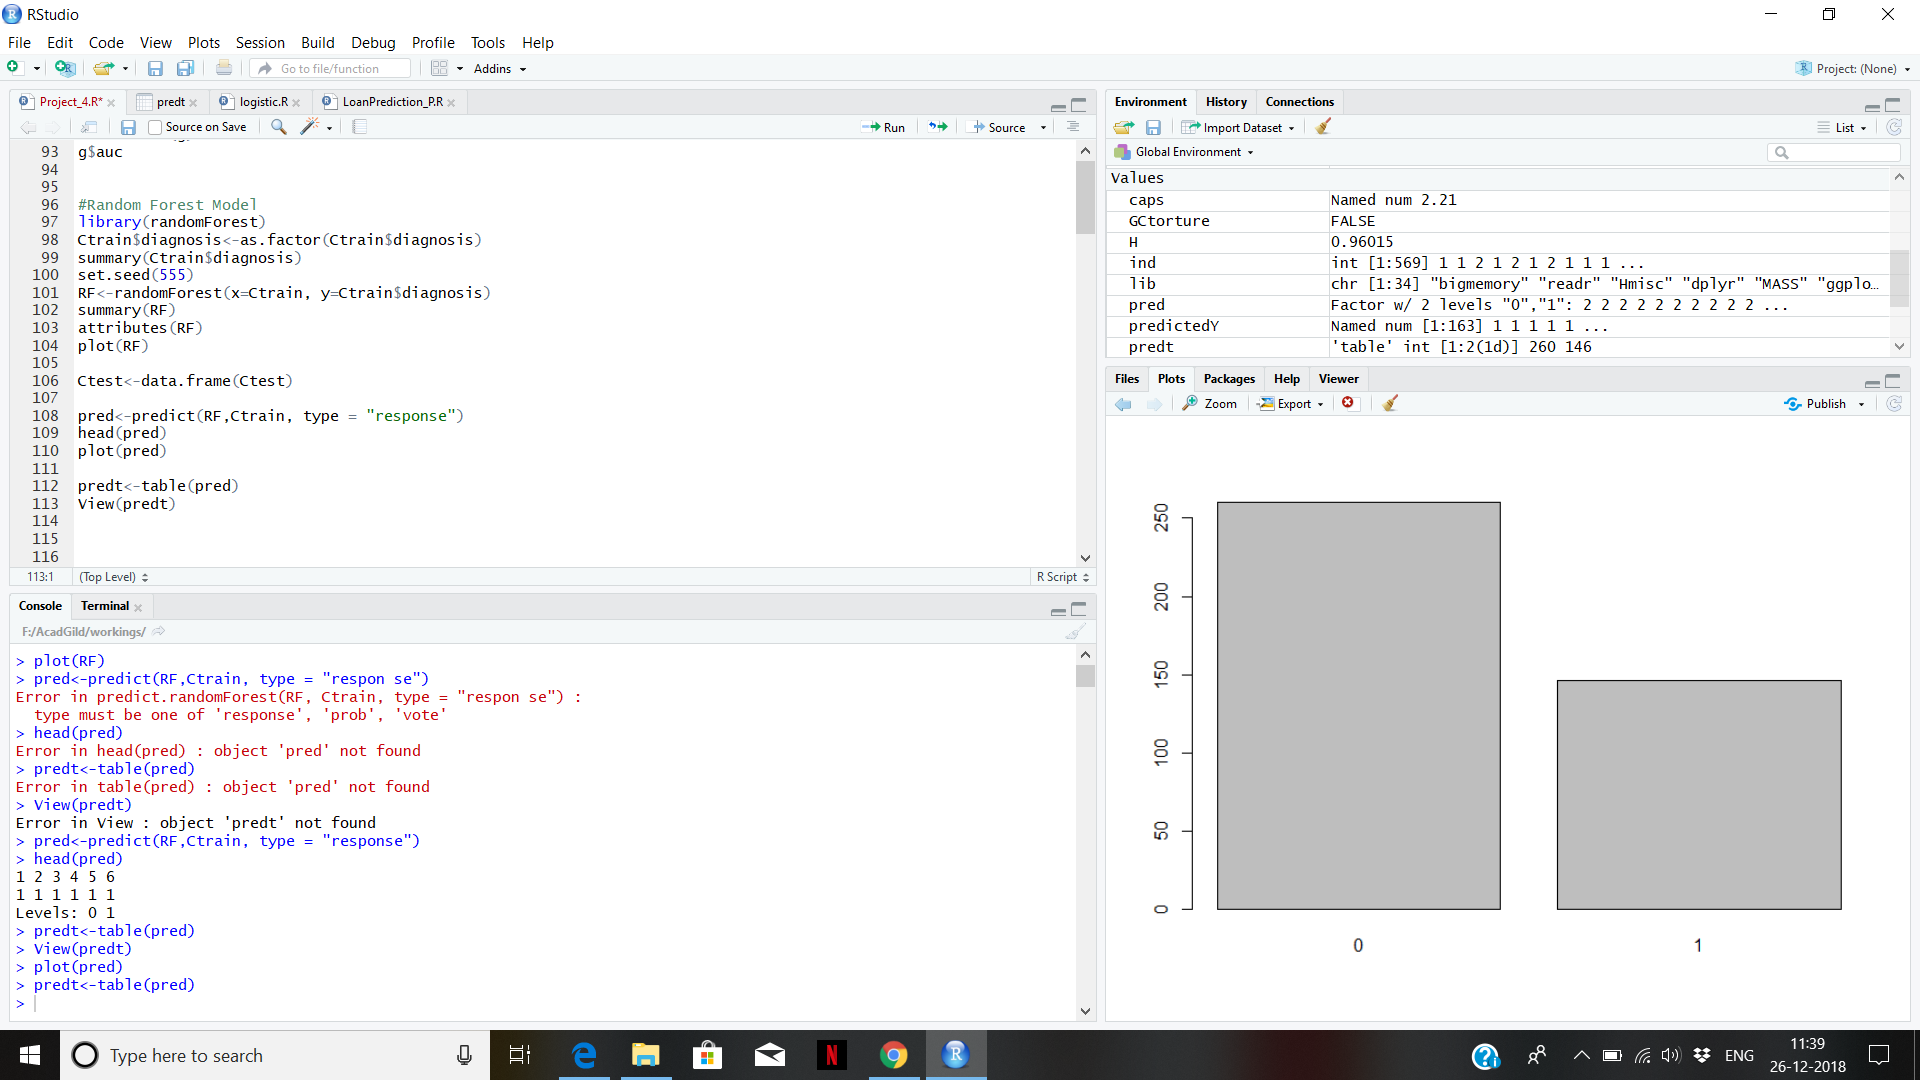 RStudio
File Edit Code View Plots Session Build Debug Profile Tools Help
Go to file/function Addins Project: (None)
Project_4.R* predt logistic.R LoanPrediction_P.R
Source on Save Run Source
93 g$auc
94
95
96 #Random Forest Model
97 library(randomForest)
98 Ctrain$diagnosis<-as.factor(Ctrain$diagnosis)
99 summary(Ctrain$diagnosis)
100 set.seed(555)
101 RF<-randomForest(x=Ctrain, y=Ctrain$diagnosis)
102 summary(RF)
103 attributes(RF)
104 plot(RF)
105
106 Ctest<-data.frame(Ctest)
107
108 pred<-predict(RF,Ctrain, type = "response")
109 head(pred)
110 plot(pred)
111
112 predt<-table(pred)
113 View(predt)
114
115
116
113:1 (Top Level) R Script
Console Terminal
F:/AcadGild/workings/
> plot(RF)
> pred<-predict(RF,Ctrain, type = "respon se")
Error in predict.randomForest(RF, Ctrain, type = "respon se") :
type must be one of 'response', 'prob', 'vote'
> head(pred)
Error in head(pred) : object 'pred' not found
> predt<-table(pred)
Error in table(pred) : object 'pred' not found
> View(predt)
Error in View : object 'predt' not found
> pred<-predict(RF,Ctrain, type = "response")
> head(pred)
1 2 3 4 5 6
1 1 1 1 1 1
Levels: 0 1
> predt<-table(pred)
> View(predt)
> plot(pred)
> predt<-table(pred)
>
Environment History Connections
Import Dataset List
Global Environment
Values
caps Named num 2.21
GCtorture FALSE
H 0.96015
ind int [1:569] 1 1 2 1 2 1 2 1 1 1 ...
lib chr [1:34] "bigmemory" "readr" "Hmisc" "dplyr" "MASS" "ggplo...
pred Factor w/ 2 levels "0","1": 2 2 2 2 2 2 2 2 2 2 ...
predictedY Named num [1:163] 1 1 1 1 1 ...
predt 'table' int [1:2(1d)] 260 146
Files Plots Packages Help Viewer
Zoom Export Publish
250
200
150
100
50
0
0 1
Type here to search
N
R
ENG
11:39
26-12-2018